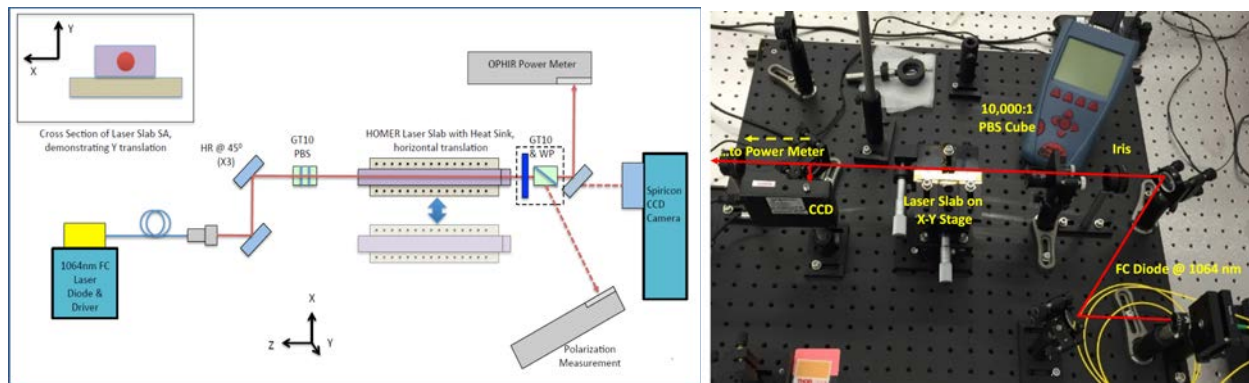 Y
X
Cross Section of Laser Slab SA,
demonstrating Y translation
HR @ 45⁰
(X3)
GT10
PBS
HOMER Laser Slab with Heat Sink,
horizontal translation
OPHIR Power Meter
GT10
& WP
Spiricon
CCD
Camera
1064nm FC
Laser
Diode &
Driver
X
Z
Y
Polarization
Measurement
10,000:1
PBS Cube
...to Power Meter
Iris
CCD
Laser Slab on
X-Y Stage
FC Diode @ 1064 nm